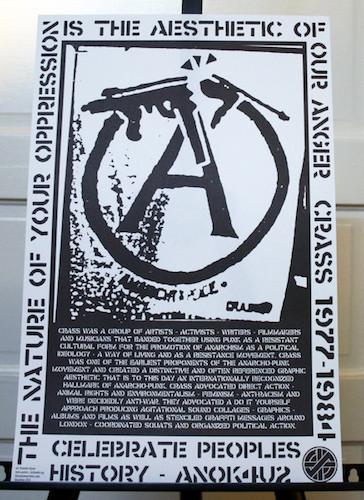 THE NATURE OF YOUR OPPRESSION
IS THE AESTHETIC OF
OUR ANGER CRASS 1977-1984
CRASS WAS A GROUP OF ARTISTS - ACTIVISTS - WRITERS - FILMMAKERS
AND MUSICIANS THAT BANDED TOGETHER USING PUNK AS A RESISTANT
CULTURAL FORM FOR THE PROMOTION OF ANARCHISM AS A POLITICAL
IDEOLOGY - A WAY OF LIVING AND AS A RESISTANCE MOVEMENT. CRASS
WAS ONE OF THE EARLIEST PROPONENTS OF THE ANARCHO-PUNK
MOVEMENT AND CREATED A DISTINCTIVE AND OFTEN REFERENCED GRAPHIC
AESTHETIC THAT IS TO THIS DAY AN INTERNATIONALLY RECOGNIZED
HALLMARK OF ANARCHO-PUNK. CRASS ADVOCATED DIRECT ACTION -
ANIMAL RIGHTS AND ENVIRONMENTALISM - FEMINISM - ANTI-RACISM AND
WERE DECIDEDLY ANTI-WAR. THEY ADVOCATED A DO IT YOURSELF
APPROACH PRODUCING AGITATIONAL SOUND COLLAGES - GRAPHICS -
ALBUMS AND FILMS AS WELL AS STENCILED GRAFFITI MESSAGES AROUND
LONDON - COORDINATED SQUATS AND ORGANIZED POLITICAL ACTION.
CELEBRATE PEOPLES
HISTORY - ANOK4U2